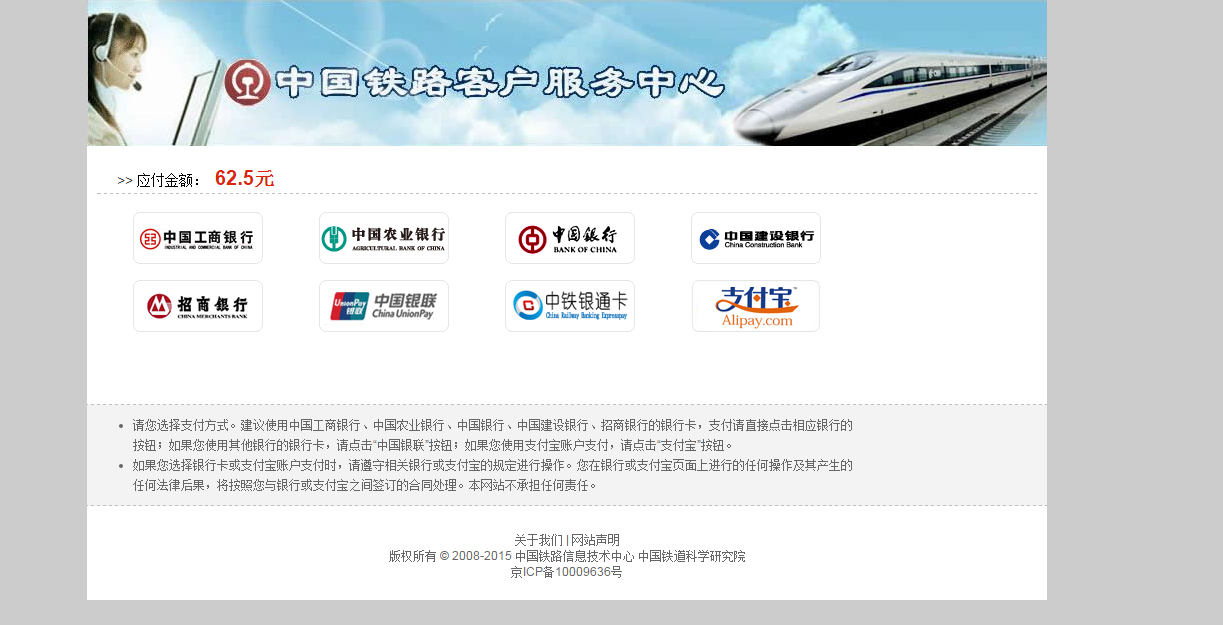 中国铁路客户服务中心
>> 应付金额： 62.5元
中国工商银行
INDUSTRIAL AND COMMERCIAL BANK OF CHINA
中国农业银行
AGRICULTURAL BANK OF CHINA
中国银行
BANK OF CHINA
中国建设银行
China Construction Bank
招商银行
CHINA MERCHANTS BANK
UnionPay
银联
中国银联
China UnionPay
中铁银通卡
China Railway Banking Expresspay
支付宝
Alipay.com
• 请您选择支付方式。建议使用中国工商银行、中国农业银行、中国银行、中国建设银行、招商银行的银行卡，支付请直接点击相应银行的
按钮；如果您使用其他银行的银行卡，请点击“中国银联”按钮；如果您使用支付宝账户支付，请点击“支付宝”按钮。
• 如果您选择银行卡或支付宝账户支付时，请遵守相关银行或支付宝的规定进行操作。您在银行或支付宝页面上进行的任何操作及其产生的
任何法律后果，将按照您与银行或支付宝之间签订的合同处理。本网站不承担任何责任。
关于我们 | 网站声明
版权所有 © 2008-2015 中国铁路信息技术中心 中国铁道科学研究院
京ICP备10009636号